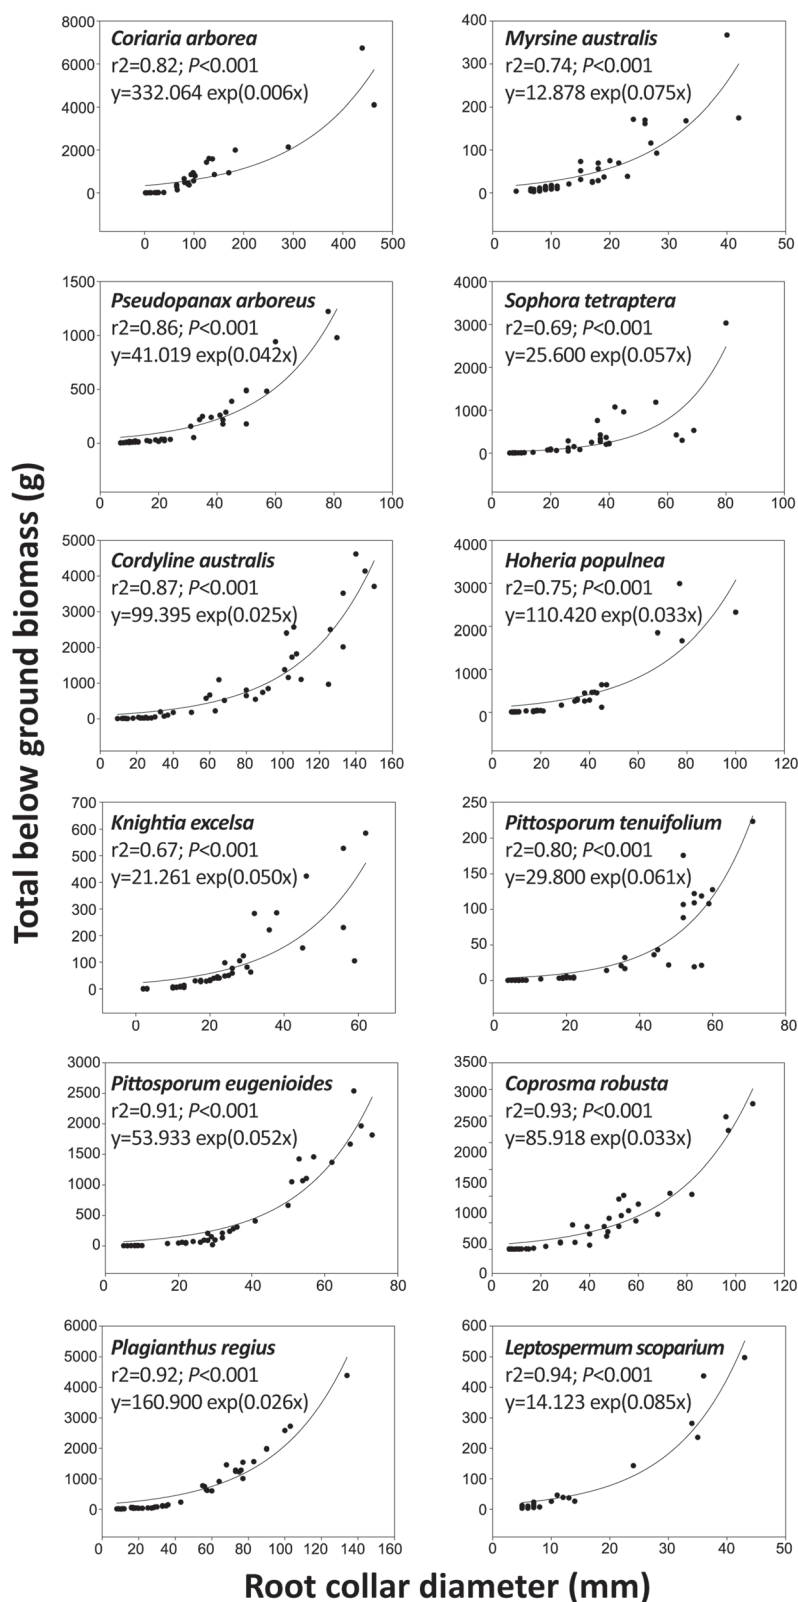 Total below ground biomass (g)
8000
6000
4000
2000
0
Coriaria arborea
r2=0.82; P<0.001
y=332.064 exp(0.006x)
0 100 200 300 400 500
400
300
200
100
0
Myrsine australis
r2=0.74; P<0.001
y=12.878 exp(0.075x)
0 10 20 30 40 50
1500
1000
500
0
Pseudopanax arboreus
r2=0.86; P<0.001
y=41.019 exp(0.042x)
0 20 40 60 80 100
4000
3000
2000
1000
0
Sophora tetraptera
r2=0.69; P<0.001
y=25.600 exp(0.057x)
0 20 40 60 80 100
5000
4000
3000
2000
1000
0
Cordyline australis
r2=0.87; P<0.001
y=99.395 exp(0.025x)
0 20 40 60 80 100 120 140 160
4000
3000
2000
1000
0
Hoheria populnea
r2=0.75; P<0.001
y=110.420 exp(0.033x)
0 20 40 60 80 100 120
700
600
500
400
300
200
100
0
Knightia excelsa
r2=0.67; P<0.001
y=21.261 exp(0.050x)
0 20 40 60
250
200
150
100
50
0
Pittosporum tenuifolium
r2=0.80; P<0.001
y=29.800 exp(0.061x)
0 20 40 60 80
3000
2500
2000
1500
1000
500
0
Pittosporum eugenioides
r2=0.91; P<0.001
y=53.933 exp(0.052x)
0 20 40 60 80
3500
3000
2500
2000
1500
1000
500
0
Coprosma robusta
r2=0.93; P<0.001
y=85.918 exp(0.033x)
0 20 40 60 80 100 120
6000
5000
4000
3000
2000
1000
0
Plagianthus regius
r2=0.92; P<0.001
y=160.900 exp(0.026x)
0 20 40 60 80 100 120 140 160
600
500
400
300
200
100
0
Leptospermum scoparium
r2=0.94; P<0.001
y=14.123 exp(0.085x)
0 10 20 30 40 50
Root collar diameter (mm)